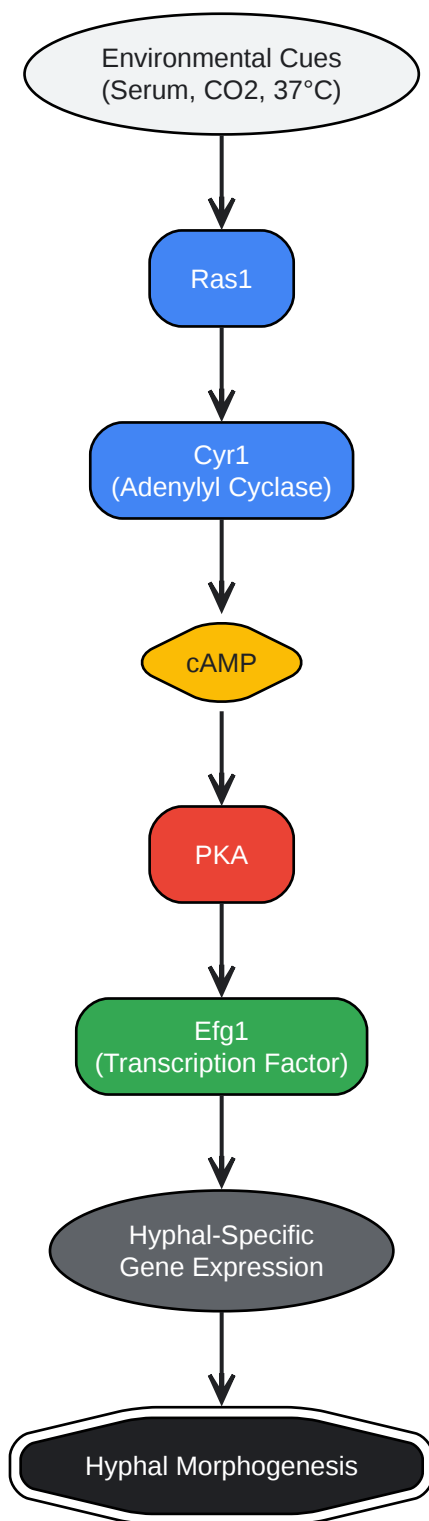 Environmental Cues
(Serum, CO2, 37°C)
Ras1
Cyr1
(Adenylyl Cyclase)
cAMP
PKA
Efg1
(Transcription Factor)
Hyphal-Specific
Gene Expression
Hyphal Morphogenesis